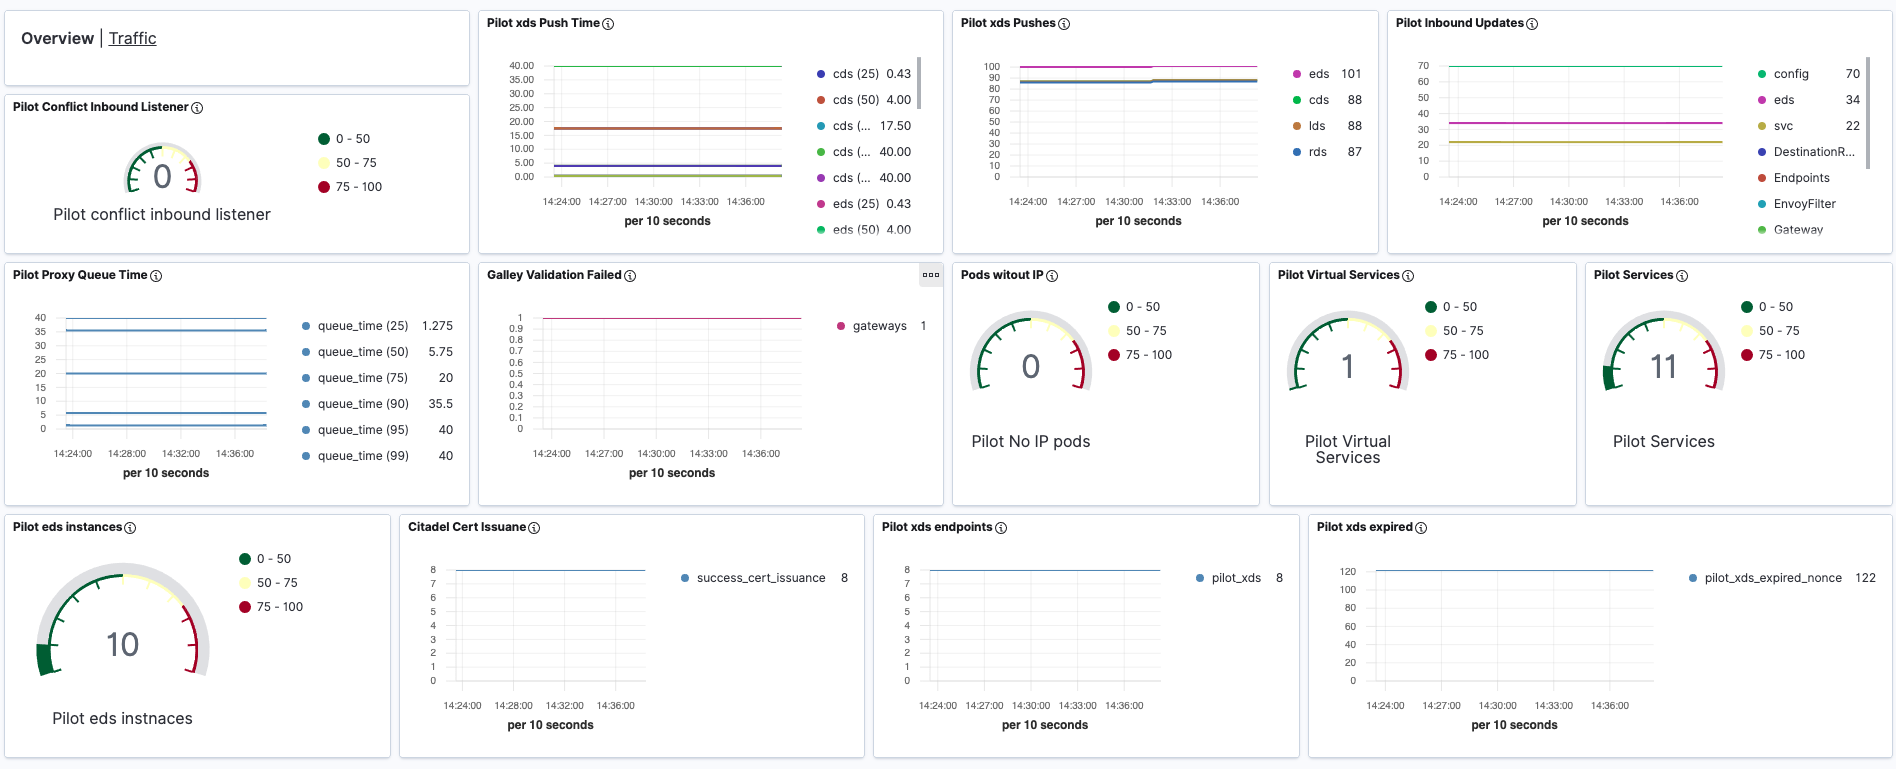 Overview | Traffic
Pilot Conflict Inbound Listener
0
Pilot conflict inbound listener
0 - 50
50 - 75
75 - 100
Pilot xds Push Time
40.00
35.00
30.00
25.00
20.00
15.00
10.00
5.00
0.00
14:24:00 14:27:00 14:30:00 14:33:00 14:36:00
per 10 seconds
cds (25) 0.43
cds (50) 4.00
cds (... 17.50
cds (... 40.00
cds (... 40.00
eds (25) 0.43
eds (50) 4.00
Pilot xds Pushes
100
90
80
70
60
50
40
30
20
10
0
14:24:00 14:27:00 14:30:00 14:33:00 14:36:00
per 10 seconds
eds 101
cds 88
lds 88
rds 87
Pilot Inbound Updates
70
60
50
40
30
20
10
0
14:24:00 14:27:00 14:30:00 14:33:00 14:36:00
per 10 seconds
config 70
eds 34
svc 22
DestinationR...
Endpoints
EnvoyFilter
Gateway
Pilot Proxy Queue Time
40
35
30
25
20
15
10
5
0
14:24:00 14:28:00 14:32:00 14:36:00
per 10 seconds
queue_time (25) 1.275
queue_time (50) 5.75
queue_time (75) 20
queue_time (90) 35.5
queue_time (95) 40
queue_time (99) 40
Galley Validation Failed
1
0.9
0.8
0.7
0.6
0.5
0.4
0.3
0.2
0.1
0
14:24:00 14:27:00 14:30:00 14:33:00 14:36:00
per 10 seconds
gateways 1
Pods witout IP
0
Pilot No IP pods
0 - 50
50 - 75
75 - 100
Pilot Virtual Services
1
Pilot Virtual
Services
0 - 50
50 - 75
75 - 100
Pilot Services
11
Pilot Services
0 - 50
50 - 75
75 - 100
Pilot eds instances
10
Pilot eds instnaces
0 - 50
50 - 75
75 - 100
Citadel Cert Issuane
8
7
6
5
4
3
2
1
0
14:24:00 14:28:00 14:32:00 14:36:00
per 10 seconds
success_cert_issuance 8
Pilot xds endpoints
8
7
6
5
4
3
2
1
0
14:24:00 14:27:00 14:30:00 14:33:00 14:36:00
per 10 seconds
pilot_xds 8
Pilot xds expired
120
100
80
60
40
20
0
14:24:00 14:27:00 14:30:00 14:33:00 14:36:00
per 10 seconds
pilot_xds_expired_nonce 122